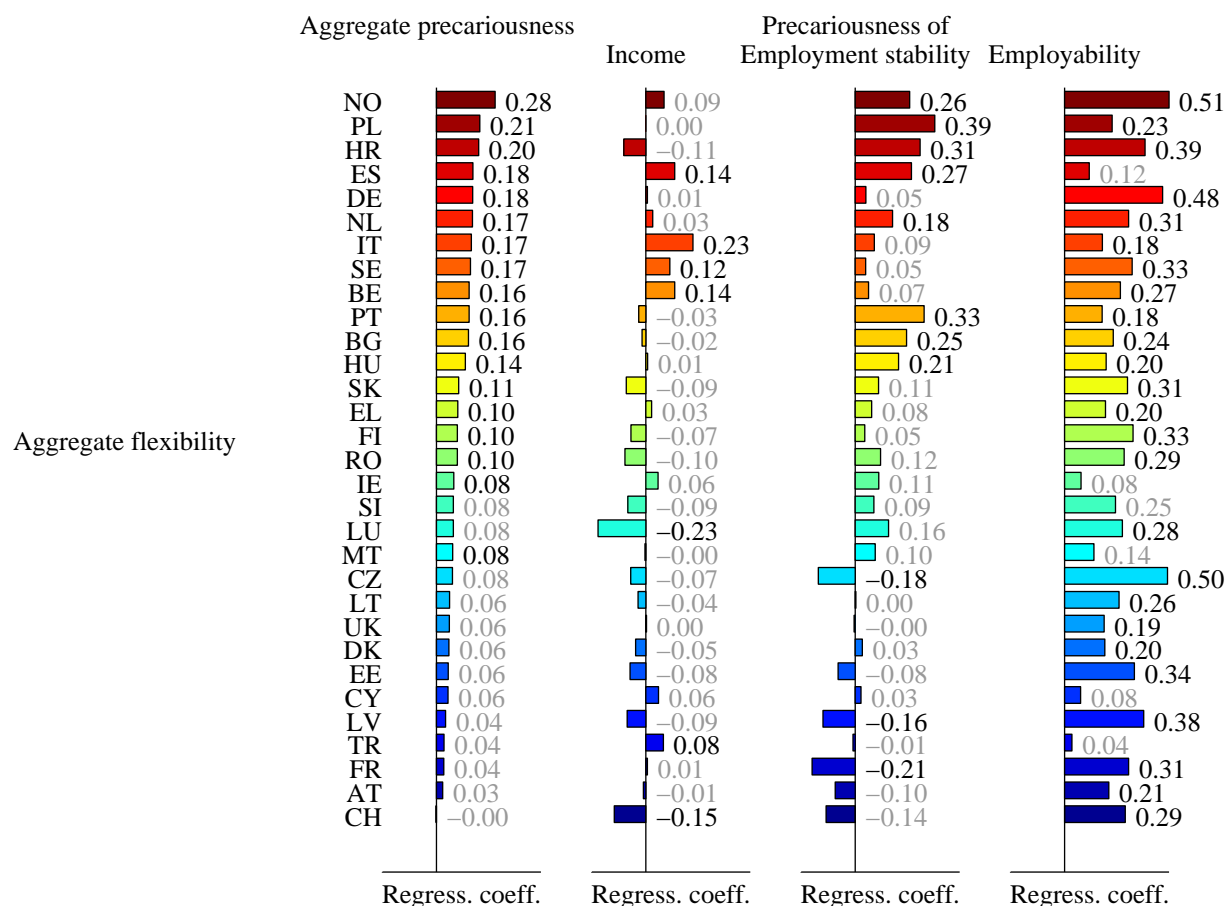 Aggregate precariousness
Precariousness of
Income
Employment stability
Employability
NO 0.28 0.09 0.26 0.51
PL 0.21 0.00 0.39 0.23
HR 0.20 −0.11 0.31 0.39
ES 0.18 0.14 0.27 0.12
DE 0.18 0.01 0.05 0.48
NL 0.17 0.03 0.18 0.31
IT 0.17 0.23 0.09 0.18
SE 0.17 0.12 0.05 0.33
BE 0.16 0.14 0.07 0.27
PT 0.16 −0.03 0.33 0.18
BG 0.16 −0.02 0.25 0.24
HU 0.14 0.01 0.21 0.20
SK 0.11 −0.09 0.11 0.31
EL 0.10 0.03 0.08 0.20
Aggregate flexibility
FI 0.10 −0.07 0.05 0.33
RO 0.10 −0.10 0.12 0.29
IE 0.08 0.06 0.11 0.08
SI 0.08 −0.09 0.09 0.25
LU 0.08 −0.23 0.16 0.28
MT 0.08 −0.00 0.10 0.14
CZ 0.08 −0.07 −0.18 0.50
LT 0.06 −0.04 0.00 0.26
UK 0.06 0.00 −0.00 0.19
DK 0.06 −0.05 0.03 0.20
EE 0.06 −0.08 −0.08 0.34
CY 0.06 0.06 0.03 0.08
LV 0.04 −0.09 −0.16 0.38
TR 0.04 0.08 −0.01 0.04
FR 0.04 0.01 −0.21 0.31
AT 0.03 −0.01 −0.10 0.21
CH −0.00 −0.15 −0.14 0.29
Regress. coeff. Regress. coeff. Regress. coeff. Regress. coeff.